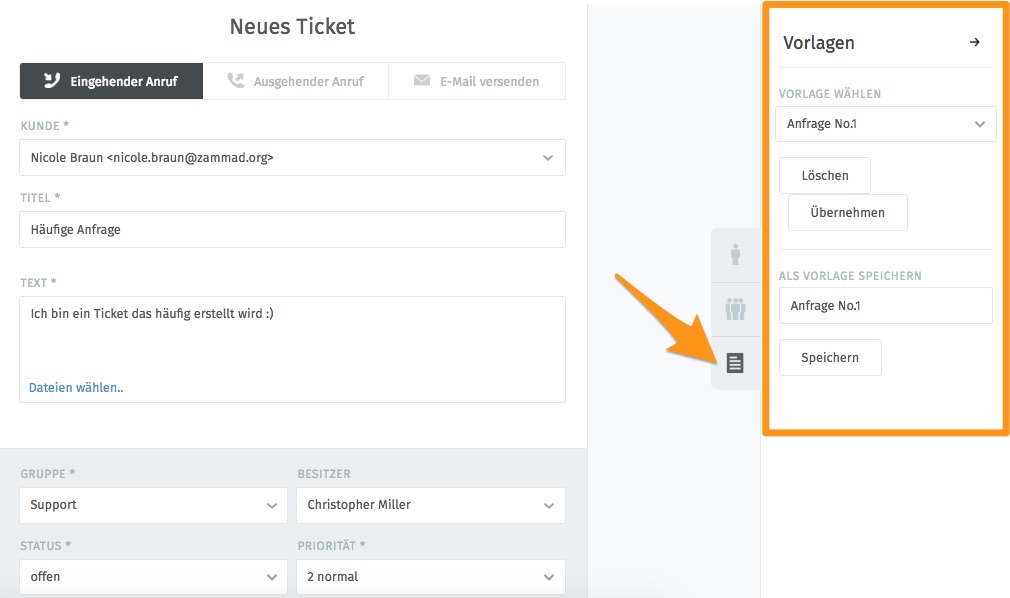 Neues Ticket
Eingehender Anruf
Ausgehender Anruf
E-Mail versenden
KUNDE *
Nicole Braun <nicole.braun@zammad.org>
TITEL *
Häufige Anfrage
TEXT *
Ich bin ein Ticket das häufig erstellt wird :)
Dateien wählen..
GRUPPE *
BESITZER
Support
Christopher Miller
STATUS *
PRIORITÄT *
offen
2 normal
Vorlagen
VORLAGE WÄHLEN
Anfrage No.1
Löschen
Übernehmen
ALS VORLAGE SPEICHERN
Anfrage No.1
Speichern